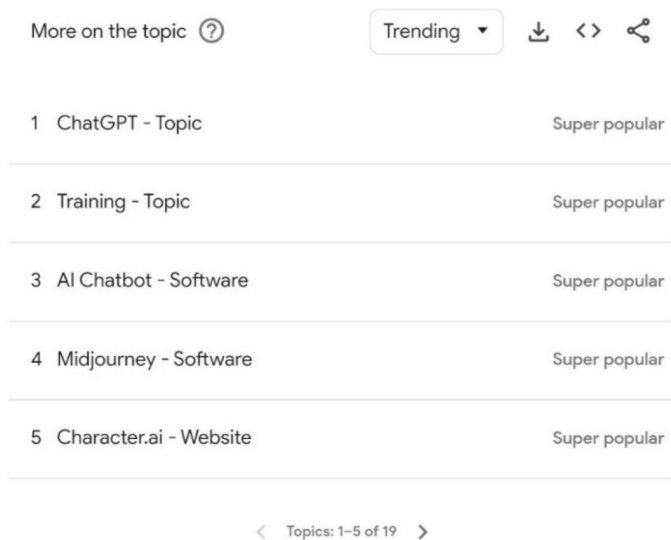 More on the topic
Trending
1 ChatGPT - Topic Super popular
2 Training - Topic Super popular
3 AI Chatbot - Software Super popular
4 Midjourney - Software Super popular
5 Character.ai - Website Super popular
Topics: 1–5 of 19